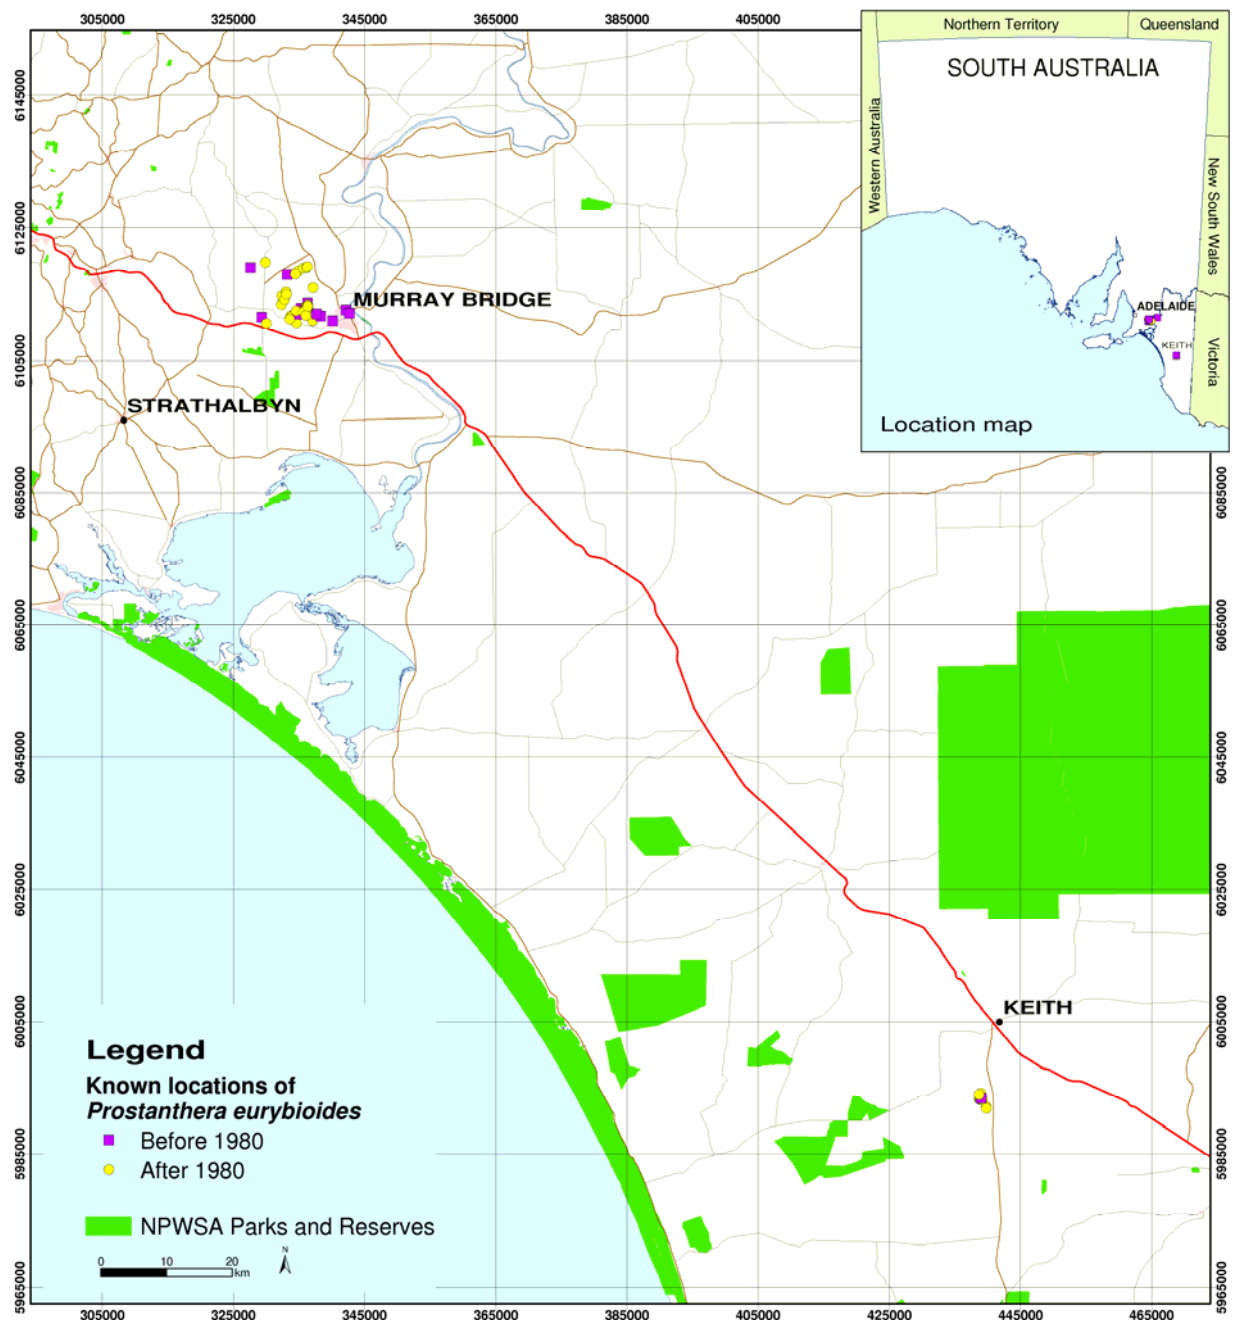 305000 325000 345000 365000 385000 405000
Northern Territory
Queensland
SOUTH AUSTRALIA
Western Australia
New South Wales
Victoria
ADELAIDE
KEITH
Location map
6145000
6125000
6105000
6085000
6065000
6045000
6025000
6005000
5985000
5965000
6085000
6065000
6045000
6025000
6005000
5985000
5965000
MURRAY BRIDGE
STRATHALBYN
KEITH
Legend
Known locations of
Prostanthera eurybioides
Before 1980
After 1980
NPWSA Parks and Reserves
0 10 20
km
N
305000 325000 345000 365000 385000 405000 425000 445000 465000